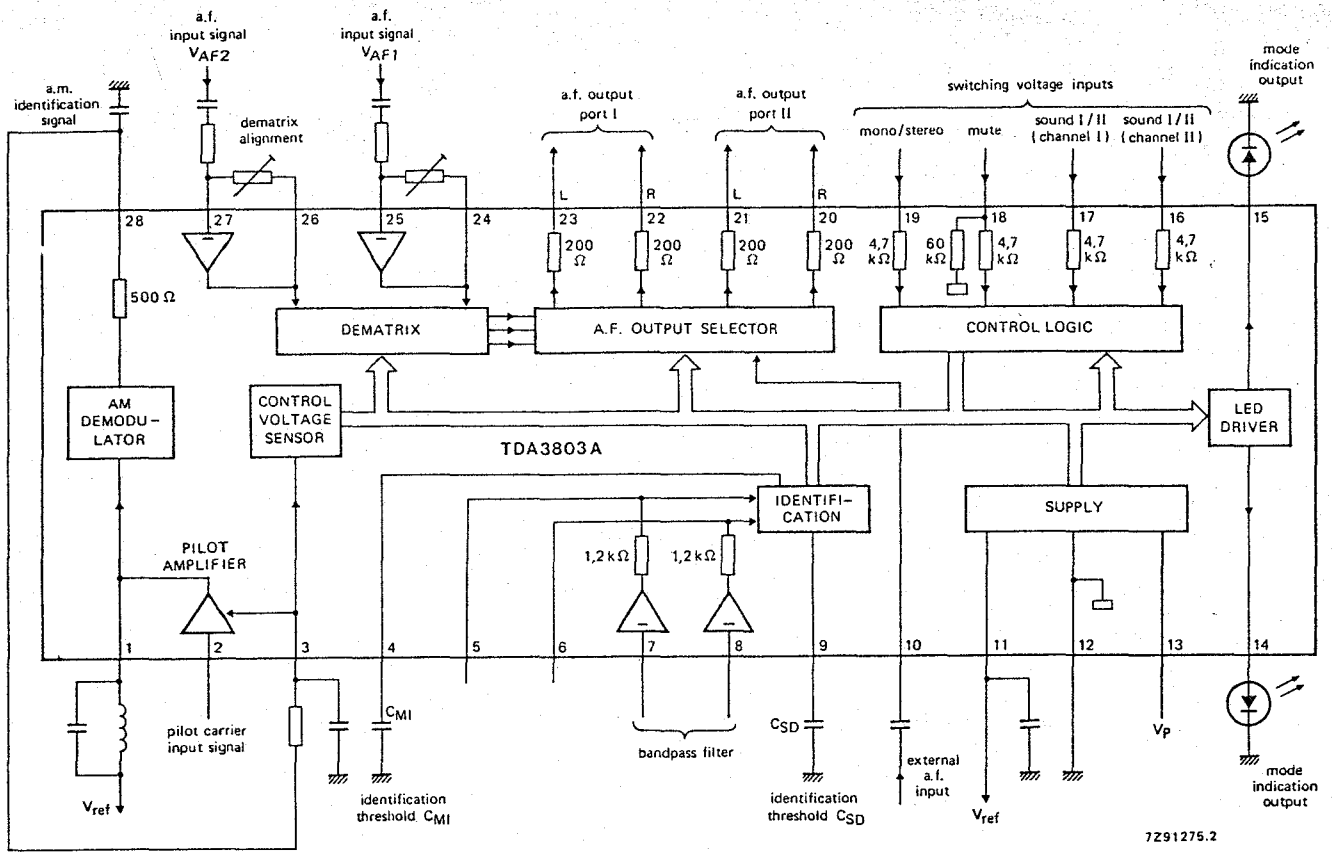 a.f.
input signal
VAF2
a.f.
input signal
VAF1
a.m.
identification
signal
dematrix
alignment
a.f. output
port I
a.f. output
port II
switching voltage inputs
mono/stereo
mute
sound I/II
(channel I)
sound I/II
(channel II)
mode
indication
output
L
R
L
R
28
27
26
25
24
23
22
21
20
19
18
17
16
15
500 Ω
200
Ω
200
Ω
200
Ω
200
Ω
4,7
kΩ
60
kΩ
4,7
kΩ
4,7
kΩ
4,7
kΩ
DEMATRIX
A.F. OUTPUT SELECTOR
CONTROL LOGIC
AM
DEMODU-
LATOR
CONTROL
VOLTAGE
SENSOR
LED
DRIVER
TDA3803A
IDENTIFI-
CATION
SUPPLY
PILOT
AMPLIFIER
1,2 kΩ
1,2 kΩ
1
2
3
4
5
6
7
8
9
10
11
12
13
14
Vref
pilot carrier
input signal
CMI
identification
threshold CMI
bandpass filter
CSD
identification
threshold CSD
external
a.f.
input
Vref
Vp
mode
indication
output
7Z91275.2